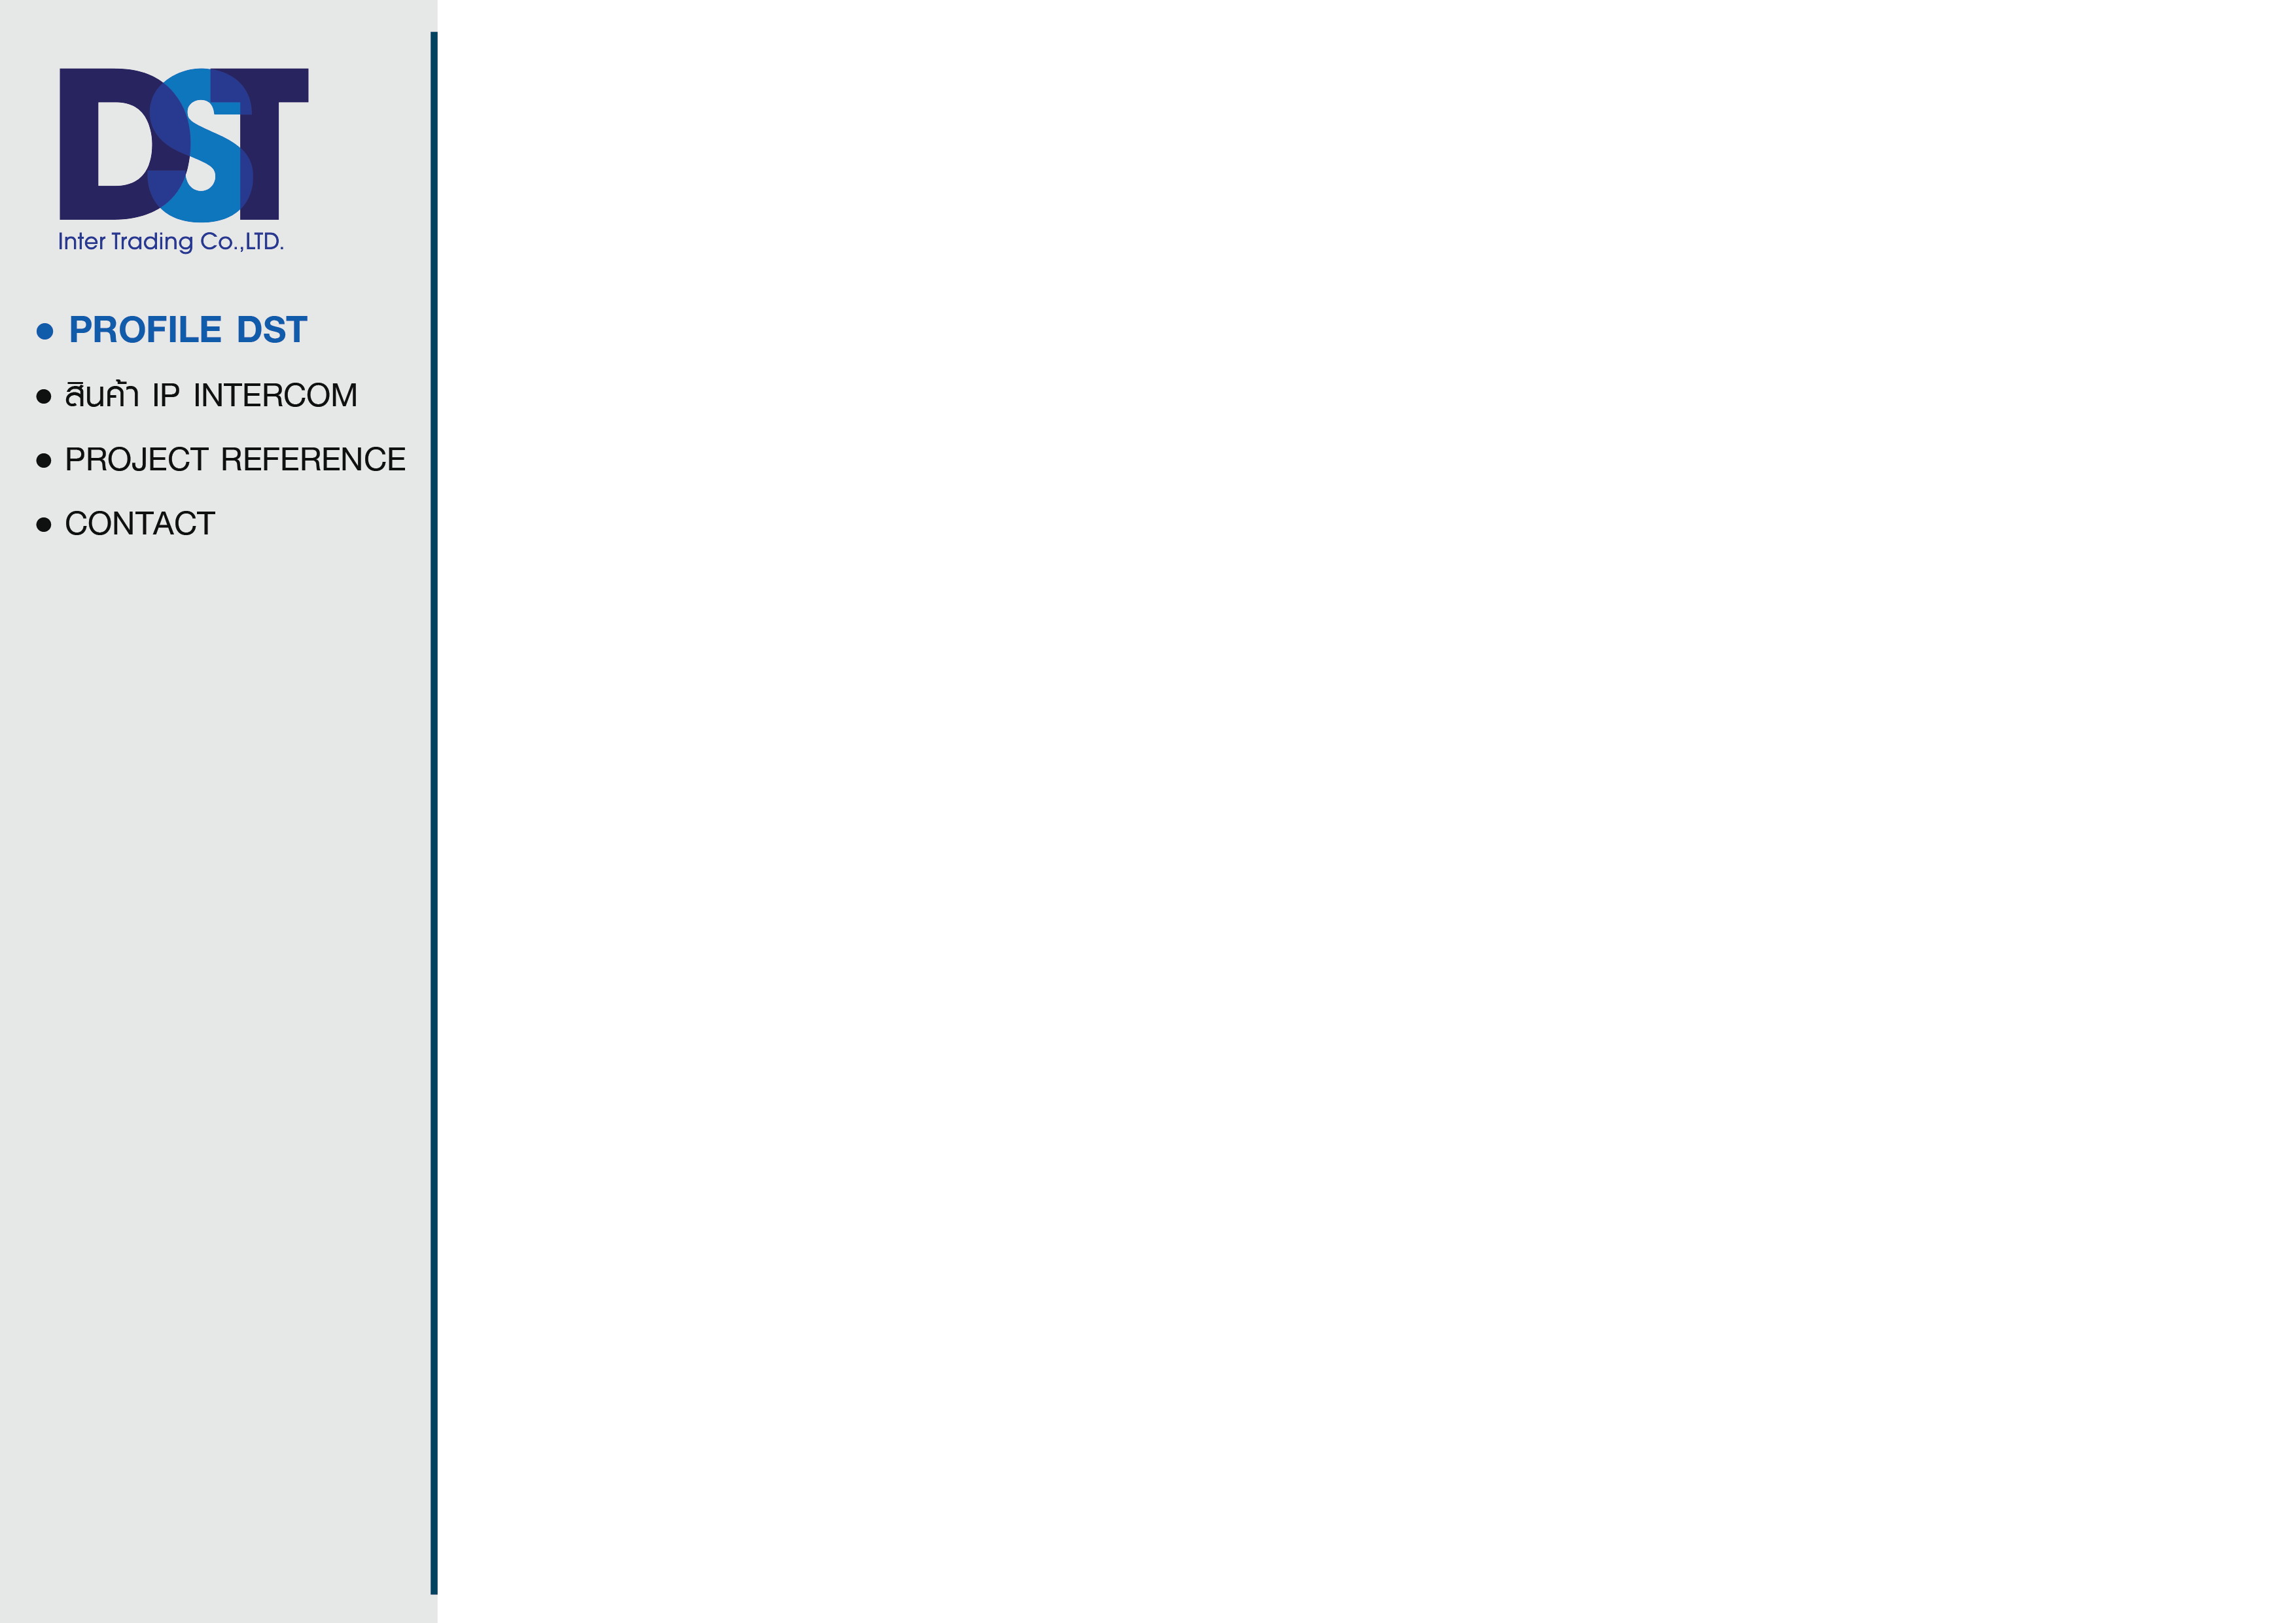 DST
Inter Trading Co.,LTD.
● PROFILE DST
● สินค้า IP INTERCOM
● PROJECT REFERENCE
● CONTACT